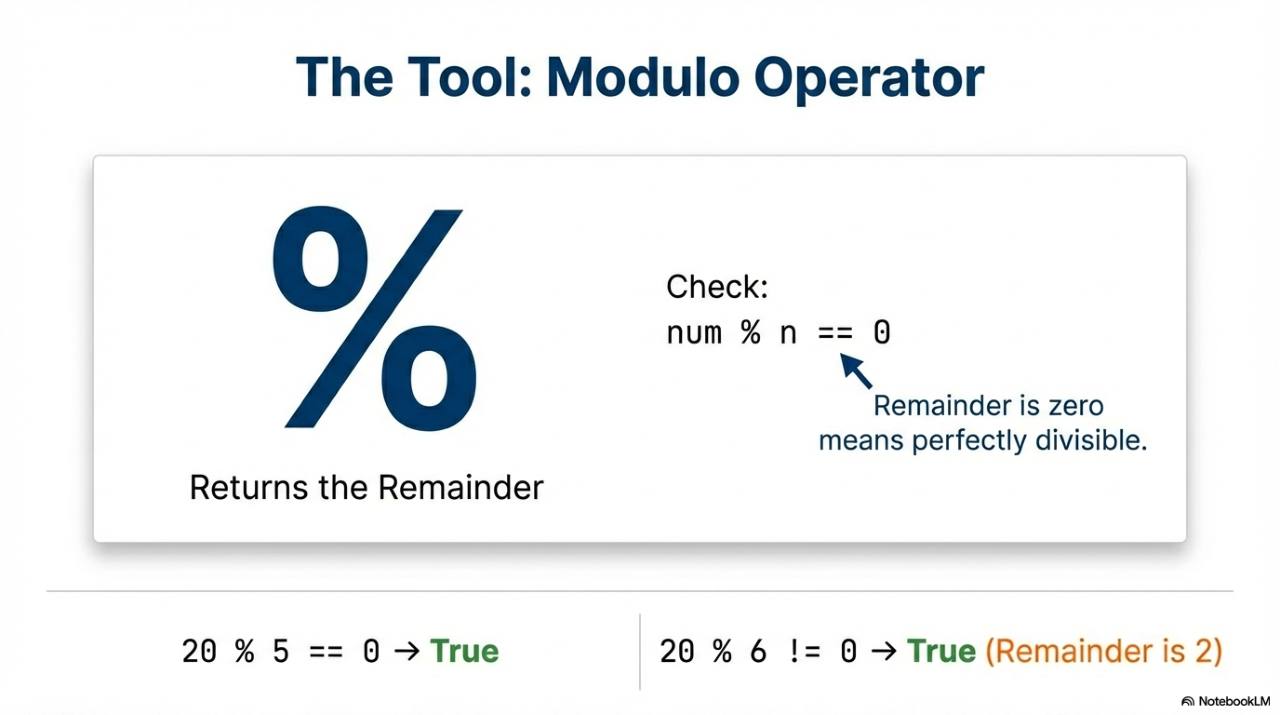 The Tool: Modulo Operator
%
Returns the Remainder
Check:
num % n == 0
Remainder is zero
means perfectly divisible.
20 % 5 == 0 → True
20 % 6 != 0 → True (Remainder is 2)
NotebookLM